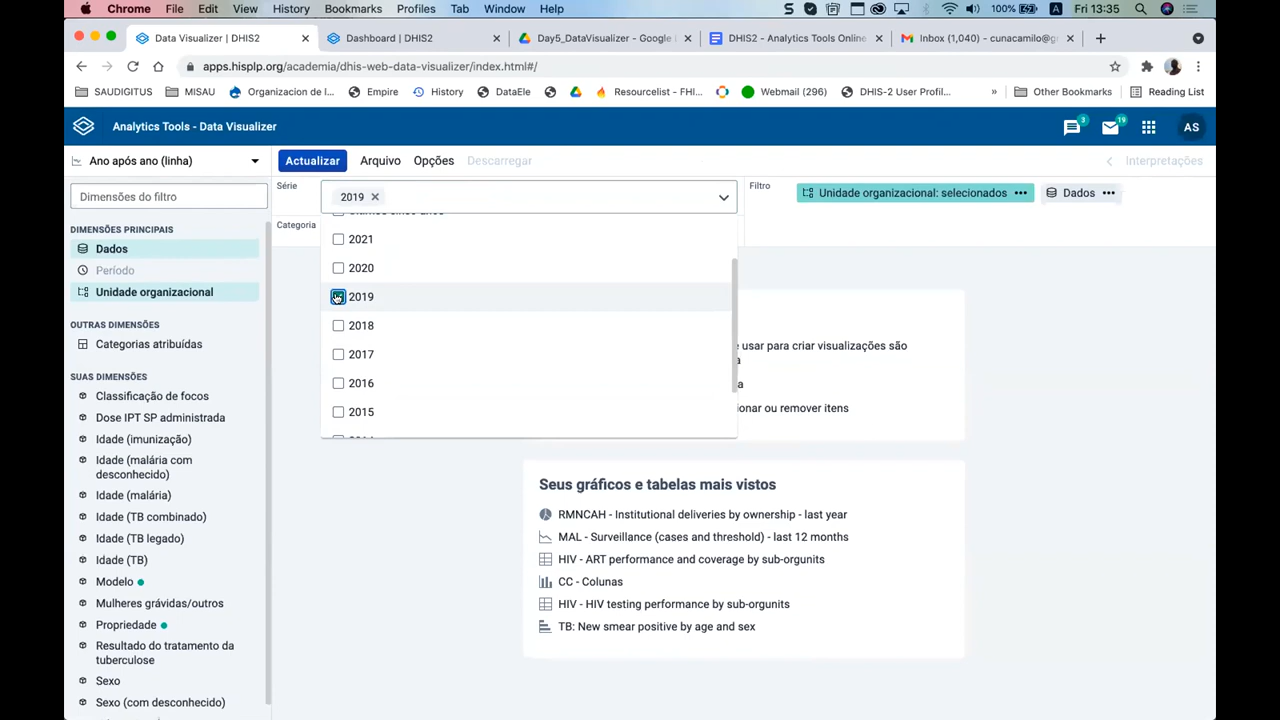 Chrome File Edit View History Bookmarks Profiles Tab Window Help 100% A Fri 13:35
Data Visualizer | DHIS2
Dashboard | DHIS2
Day5_DataVisualizer - Google
DHIS2 - Analytics Tools Online
Inbox (1,040) - cunacamilo@g
apps.hisplp.org/academia/dhis-web-data-visualizer/index.html#/
SAUDIGITUS MISAU Organizacion de I... Empire History DataEle Resourcelist - FHI... Webmail (296) DHIS-2 User Profil... » Other Bookmarks Reading List
Analytics Tools - Data Visualizer 3 19 AS
Ano após ano (linha) Actualizar Arquivo Opções Descarregar Interpretações
Dimensões do filtro
DIMENSÕES PRINCIPAIS
Dados
Período
Unidade organizacional
OUTRAS DIMENSÕES
Categorias atribuídas
SUAS DIMENSÕES
Classificação de focos
Dose IPT SP administrada
Idade (imunização)
Idade (malária com
desconhecido)
Idade (malária)
Idade (TB combinado)
Idade (TB legado)
Idade (TB)
Modelo
Mulheres grávidas/outros
Propriedade
Resultado do tratamento da
tuberculose
Sexo
Sexo (com desconhecido)
Série
2019
Categoria
2021
2020
2019
2018
2017
2016
2015
Filtro
Unidade organizacional: selecionados
Dados
usar para criar visualizações são
a
a
ionar ou remover itens
Seus gráficos e tabelas mais vistos
RMNCAH - Institutional deliveries by ownership - last year
MAL - Surveillance (cases and threshold) - last 12 months
HIV - ART performance and coverage by sub-orgunits
CC - Colunas
HIV - HIV testing performance by sub-orgunits
TB: New smear positive by age and sex